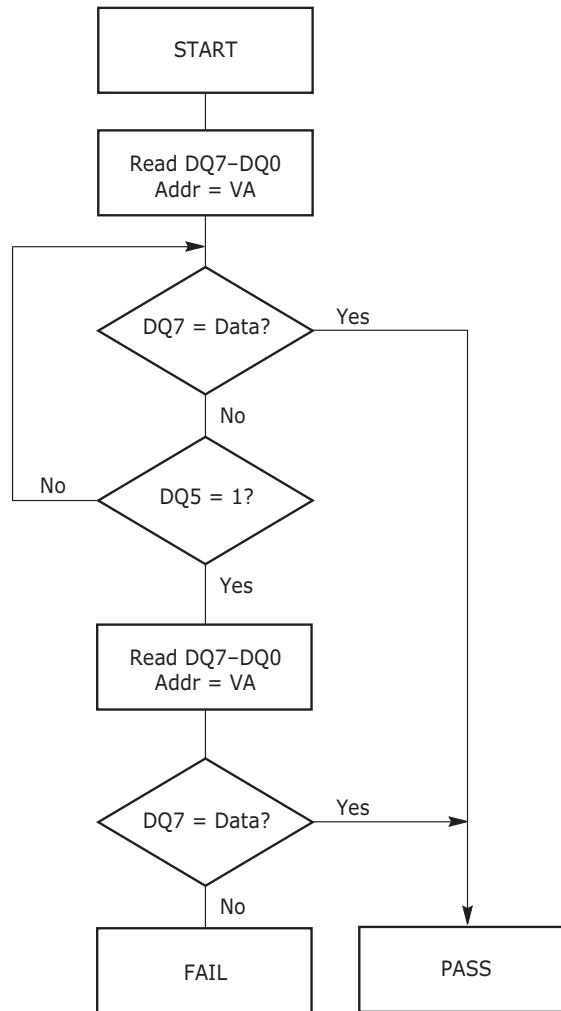 START
Read DQ7–DQ0
Addr = VA
DQ7 = Data?
Yes
No
No
DQ5 = 1?
Yes
Read DQ7–DQ0
Addr = VA
DQ7 = Data?
Yes
No
FAIL
PASS